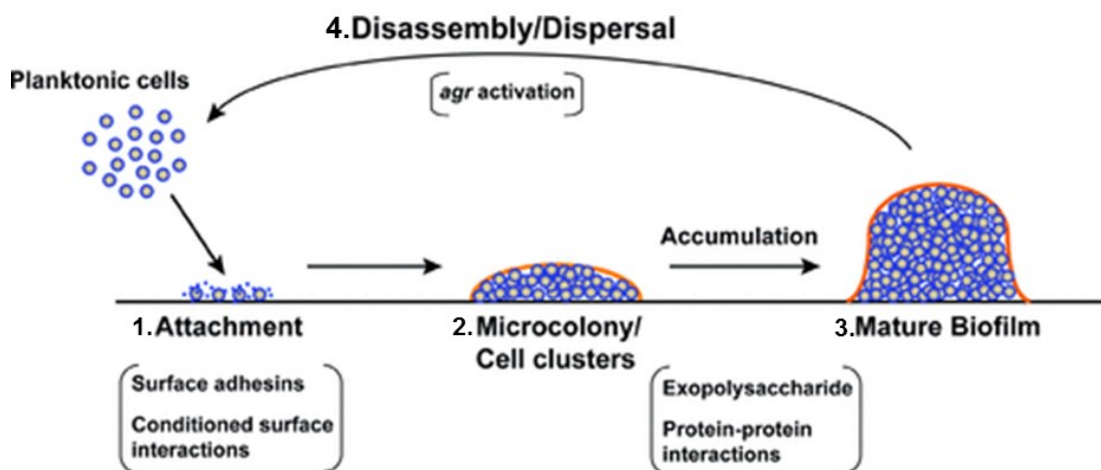 4.Disassembly/Dispersal
Planktonic cells
agr activation
Accumulation
1.Attachment
2.Microcolony/
Cell clusters
3.Mature Biofilm
Surface adhesins
Conditioned surface
interactions
Exopolysaccharide
Protein-protein
interactions